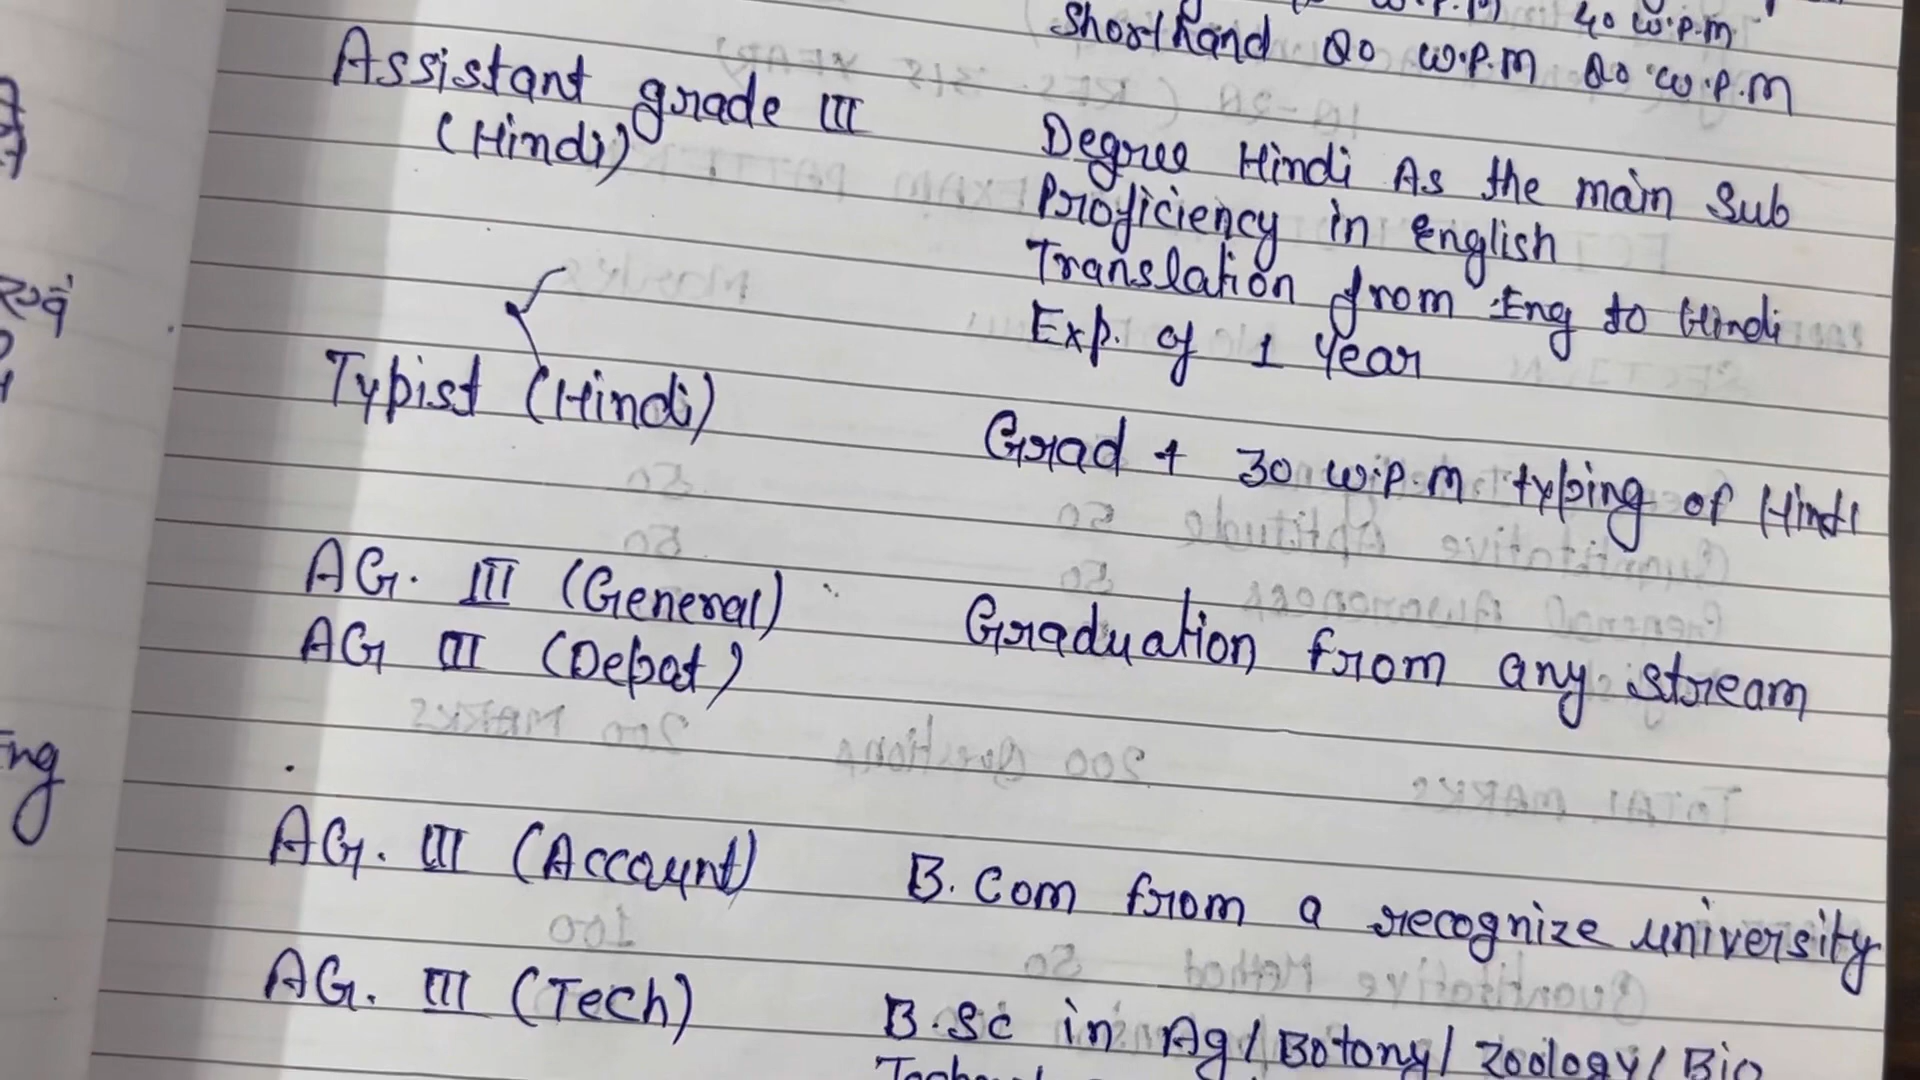 40 W.P.M
Shorthand 80 W.P.M 80 W.P.M
Assistant grade III
(Hindi)
Degree Hindi As the main Sub
Proficiency in English
Translation from Eng to Hindi
Exp. of 1 Year
Typist (Hindi)
Grad + 30 W.P.M typing of Hindi
AG. III (General)
AG III (Depot)
Graduation from any stream
AG. III (Account)
B. Com from a recognize university
AG. III (Tech)
B.Sc in Ag/Botony/Zoology/Bio
Eng